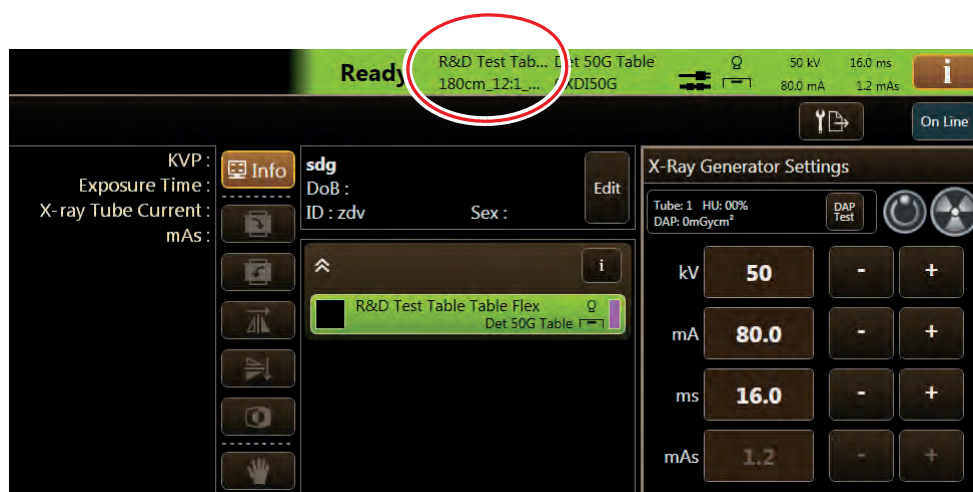 Ready
R&D Test Tab... Det 50G Table
180cm_12:1_... CXDI50G
50 kV 16.0 ms
80.0 mA 1.2 mAs
i
On Line
KVP :
Exposure Time :
X-ray Tube Current :
mAs :
Info
sdg
DoB :
ID : zdv Sex :
Edit
i
R&D Test Table Table Flex
Det 50G Table
X-Ray Generator Settings
Tube: 1 HU: 00%
DAP: 0mGycm²
DAP
Test
kV 50 - +
mA 80.0 - +
ms 16.0 - +
mAs 1.2 - +